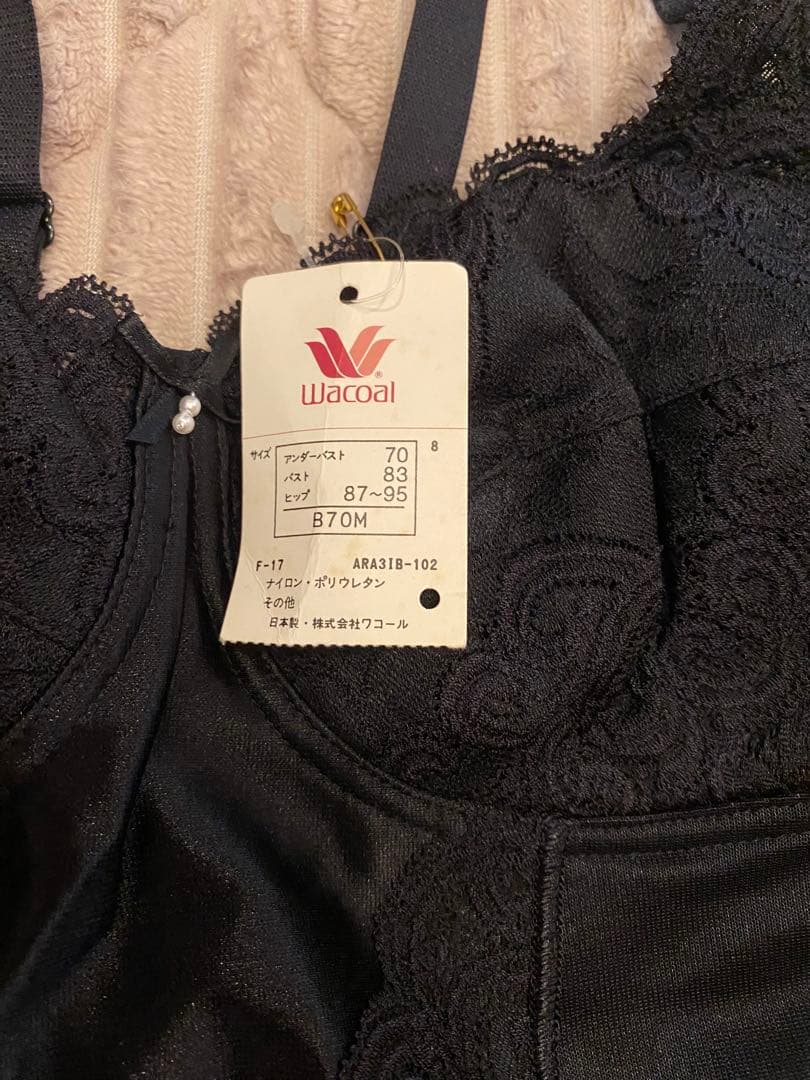 ®
Wacoal
サイズ アンダーバスト 70 8
バスト 83
ヒップ 87～95
B70M
F-17 ARA3IB-102
ナイロン・ポリウレタン
その他
日本製・株式会社ワコール